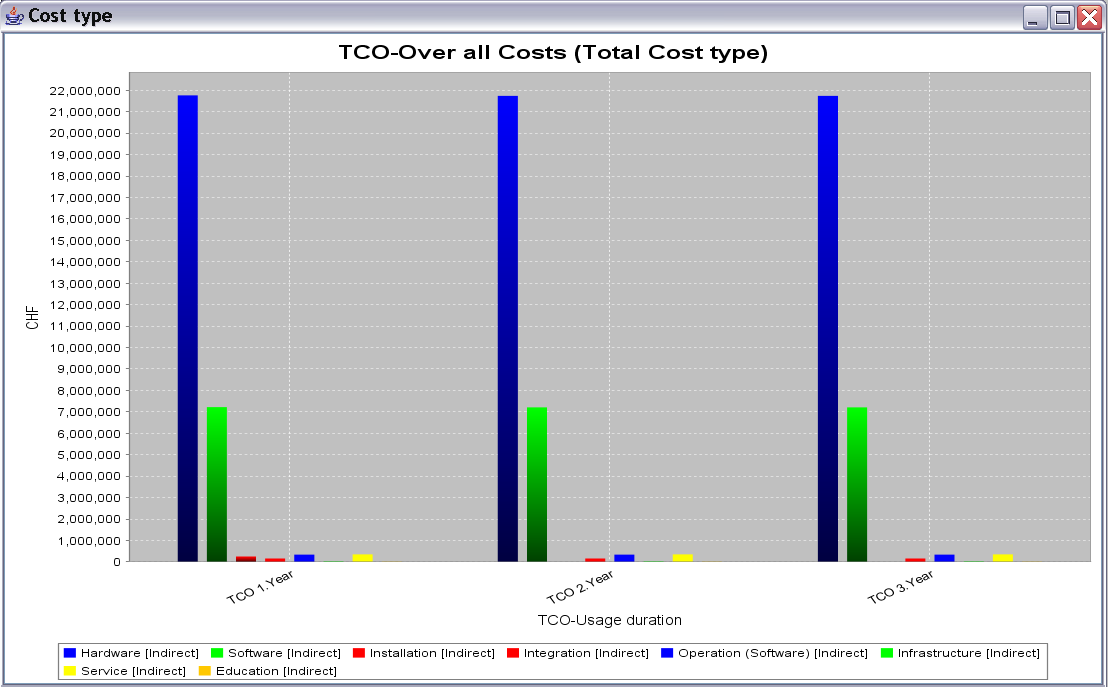 Cost type
TCO-Over all Costs (Total Cost type)
22,000,000
21,000,000
20,000,000
19,000,000
18,000,000
17,000,000
16,000,000
15,000,000
14,000,000
13,000,000
12,000,000
11,000,000
10,000,000
9,000,000
8,000,000
7,000,000
6,000,000
5,000,000
4,000,000
3,000,000
2,000,000
1,000,000
0
CHF
TCO 1.Year
TCO 2.Year
TCO 3.Year
TCO-Usage duration
Hardware [Indirect] Software [Indirect] Installation [Indirect] Integration [Indirect] Operation (Software) [Indirect] Infrastructure [Indirect]
Service [Indirect] Education [Indirect]